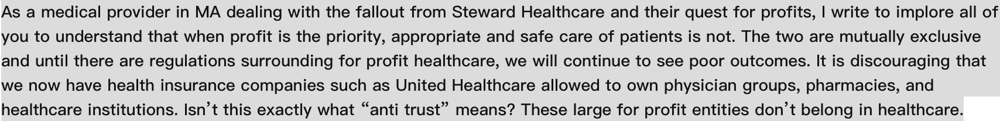 As a medical provider in MA dealing with the fallout from Steward Healthcare and their quest for profits, I write to implore all of
you to understand that when profit is the priority, appropriate and safe care of patients is not. The two are mutually exclusive
and until there are regulations surrounding for profit healthcare, we will continue to see poor outcomes. It is discouraging that
we now have health insurance companies such as United Healthcare allowed to own physician groups, pharmacies, and
healthcare institutions. Isn’t this exactly what “anti trust” means? These large for profit entities don’t belong in healthcare.